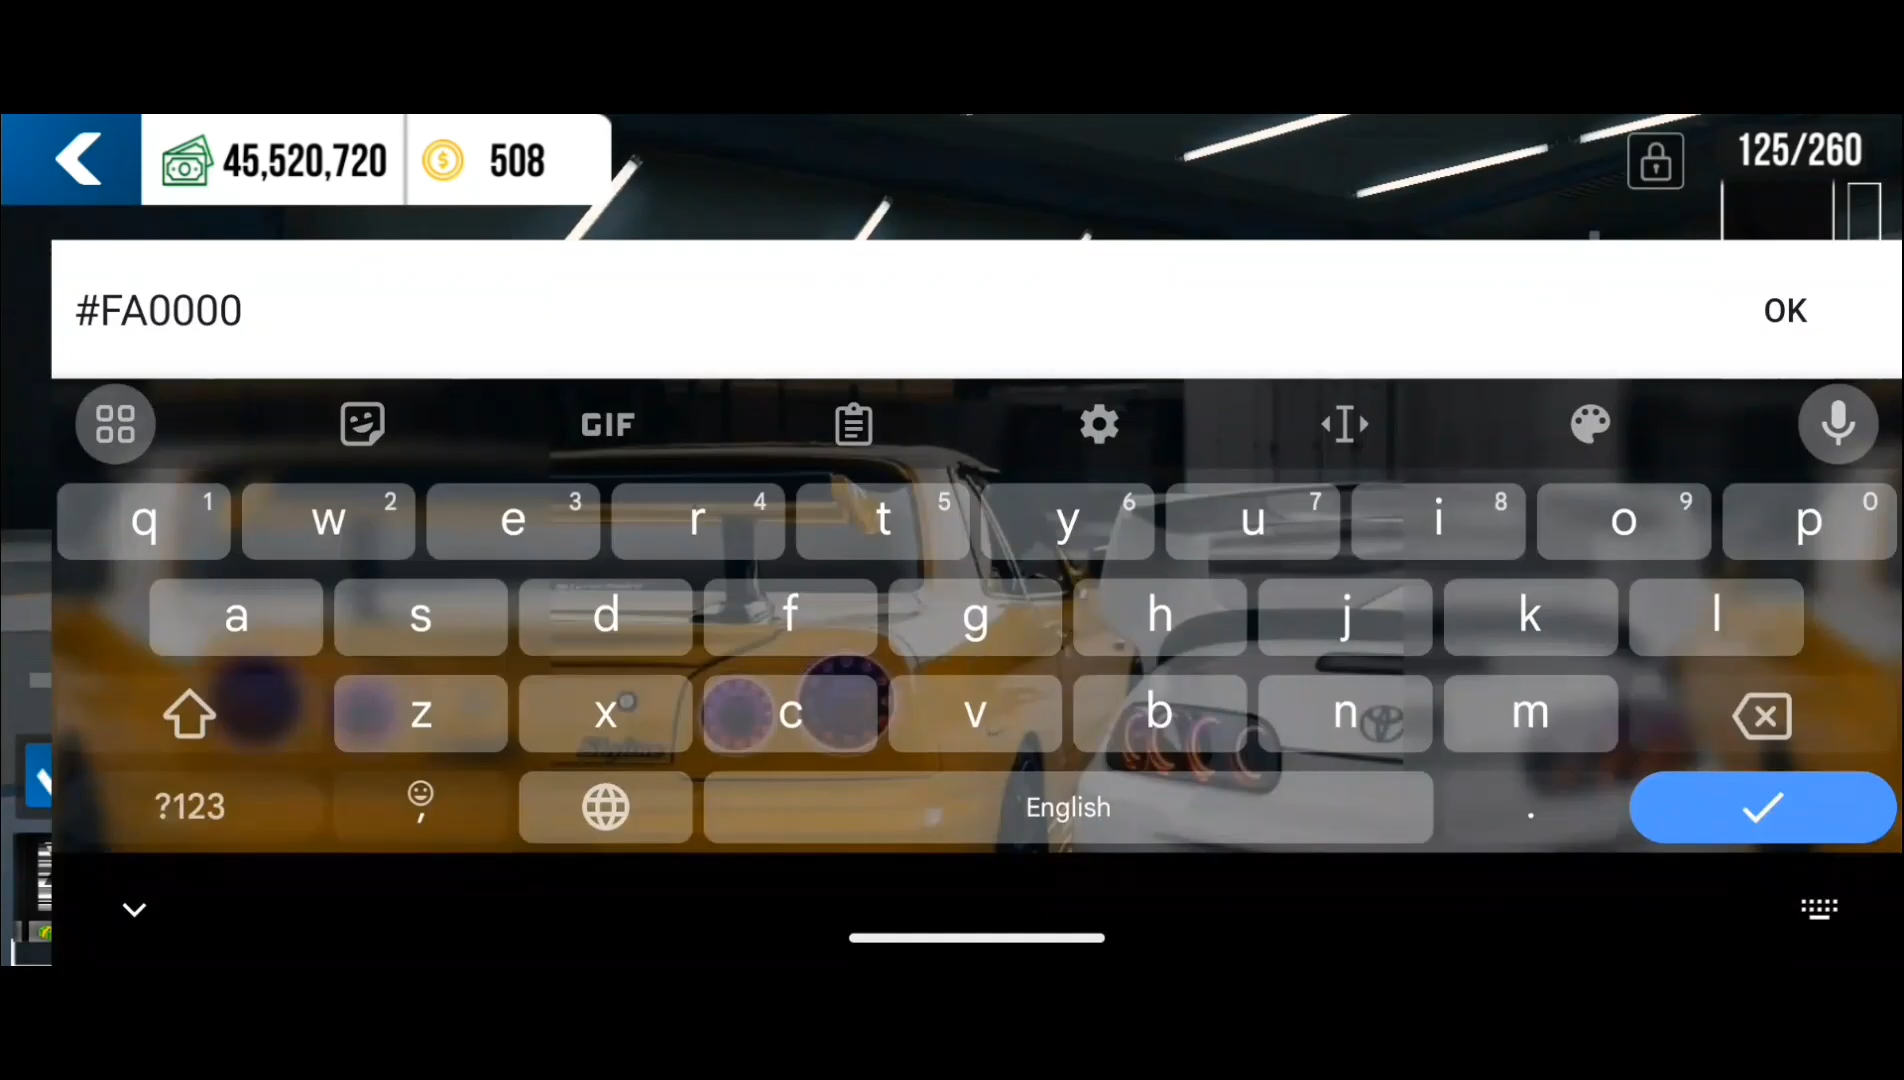 45,520,720 508 125/260
#FA0000 OK
GIF
q 1 w 2 e 3 r 4 t 5 y 6 u 7 i 8 o 9 p 0
a s d f g h j k l
z x c v b n m
Skyline
?123 , English .